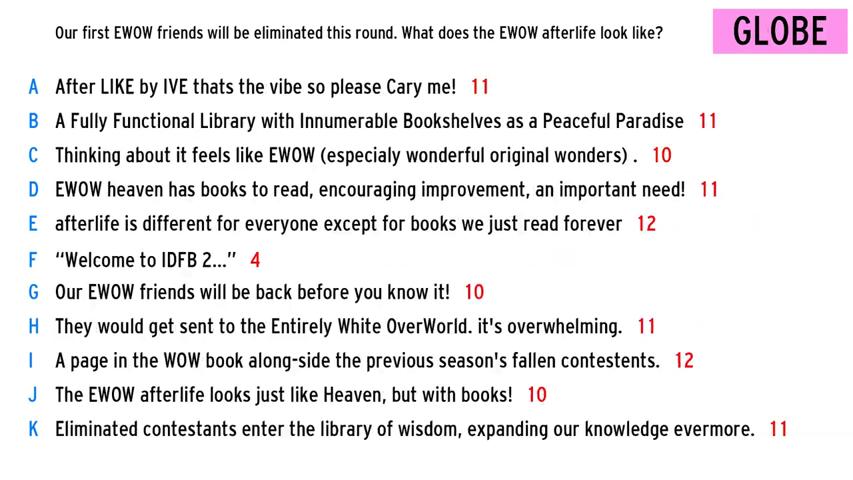 Our first EWOW friends will be eliminated this round. What does the EWOW afterlife look like?
GLOBE
A After LIKE by IVE thats the vibe so please Cary me! 11
B A Fully Functional Library with Innumerable Bookshelves as a Peaceful Paradise 11
C Thinking about it feels like EWOW (especialy wonderful original wonders) . 10
D EWOW heaven has books to read, encouraging improvement, an important need! 11
E afterlife is different for everyone except for books we just read forever 12
F “Welcome to IDFB 2...” 4
G Our EWOW friends will be back before you know it! 10
H They would get sent to the Entirely White OverWorld. it's overwhelming. 11
I A page in the WOW book along-side the previous season's fallen contestents. 12
J The EWOW afterlife looks just like Heaven, but with books! 10
K Eliminated contestants enter the library of wisdom, expanding our knowledge evermore. 11